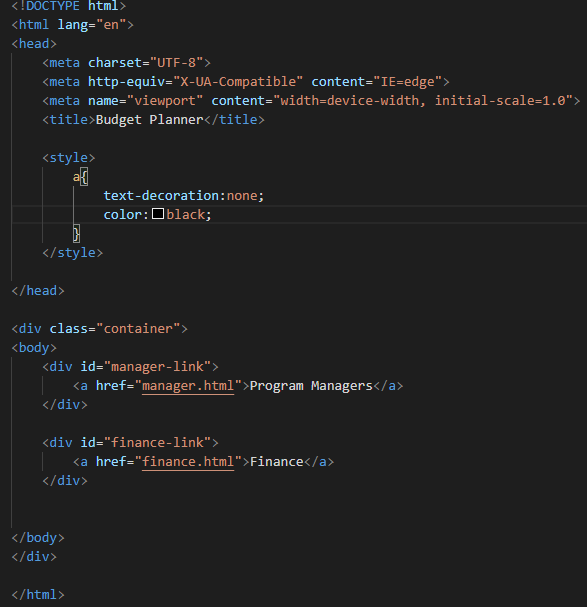 <!DOCTYPE html>
<html lang="en">
<head>
    <meta charset="UTF-8">
    <meta http-equiv="X-UA-Compatible" content="IE=edge">
    <meta name="viewport" content="width=device-width, initial-scale=1.0">
    <title>Budget Planner</title>

    <style>
        a{
            text-decoration:none;
            color:black;
        }
    </style>

</head>

<div class="container">
<body>
    <div id="manager-link">
        <a href="manager.html">Program Managers</a>
    </div>

    <div id="finance-link">
        <a href="finance.html">Finance</a>
    </div>


</body>
</div>

</html>